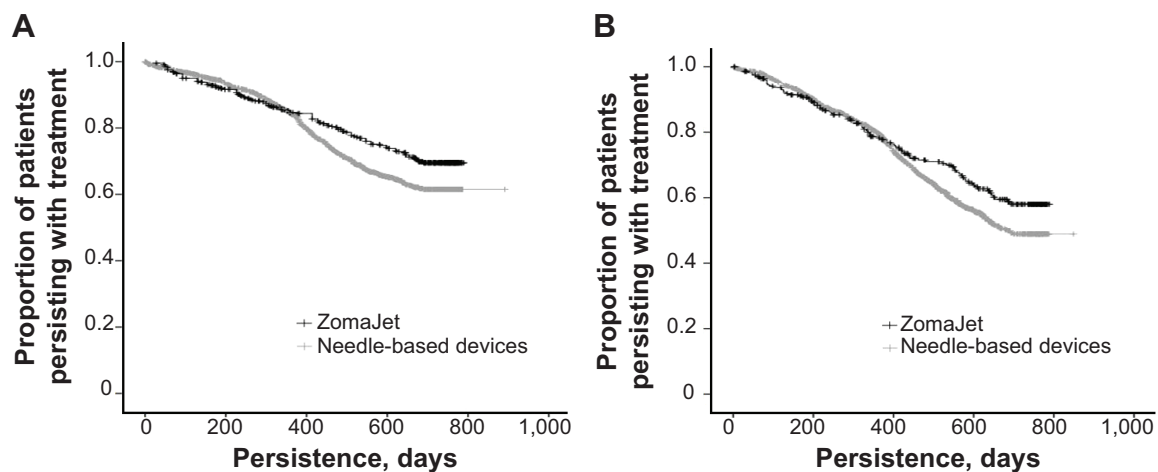 A
Proportion of patients
persisting with treatment
1.0
0.8
0.6
0.4
0.2
0
ZomaJet
Needle-based devices
0 200 400 600 800 1,000
Persistence, days
B
Proportion of patients
persisting with treatment
1.0
0.8
0.6
0.4
0.2
0
ZomaJet
Needle-based devices
0 200 400 600 800 1,000
Persistence, days